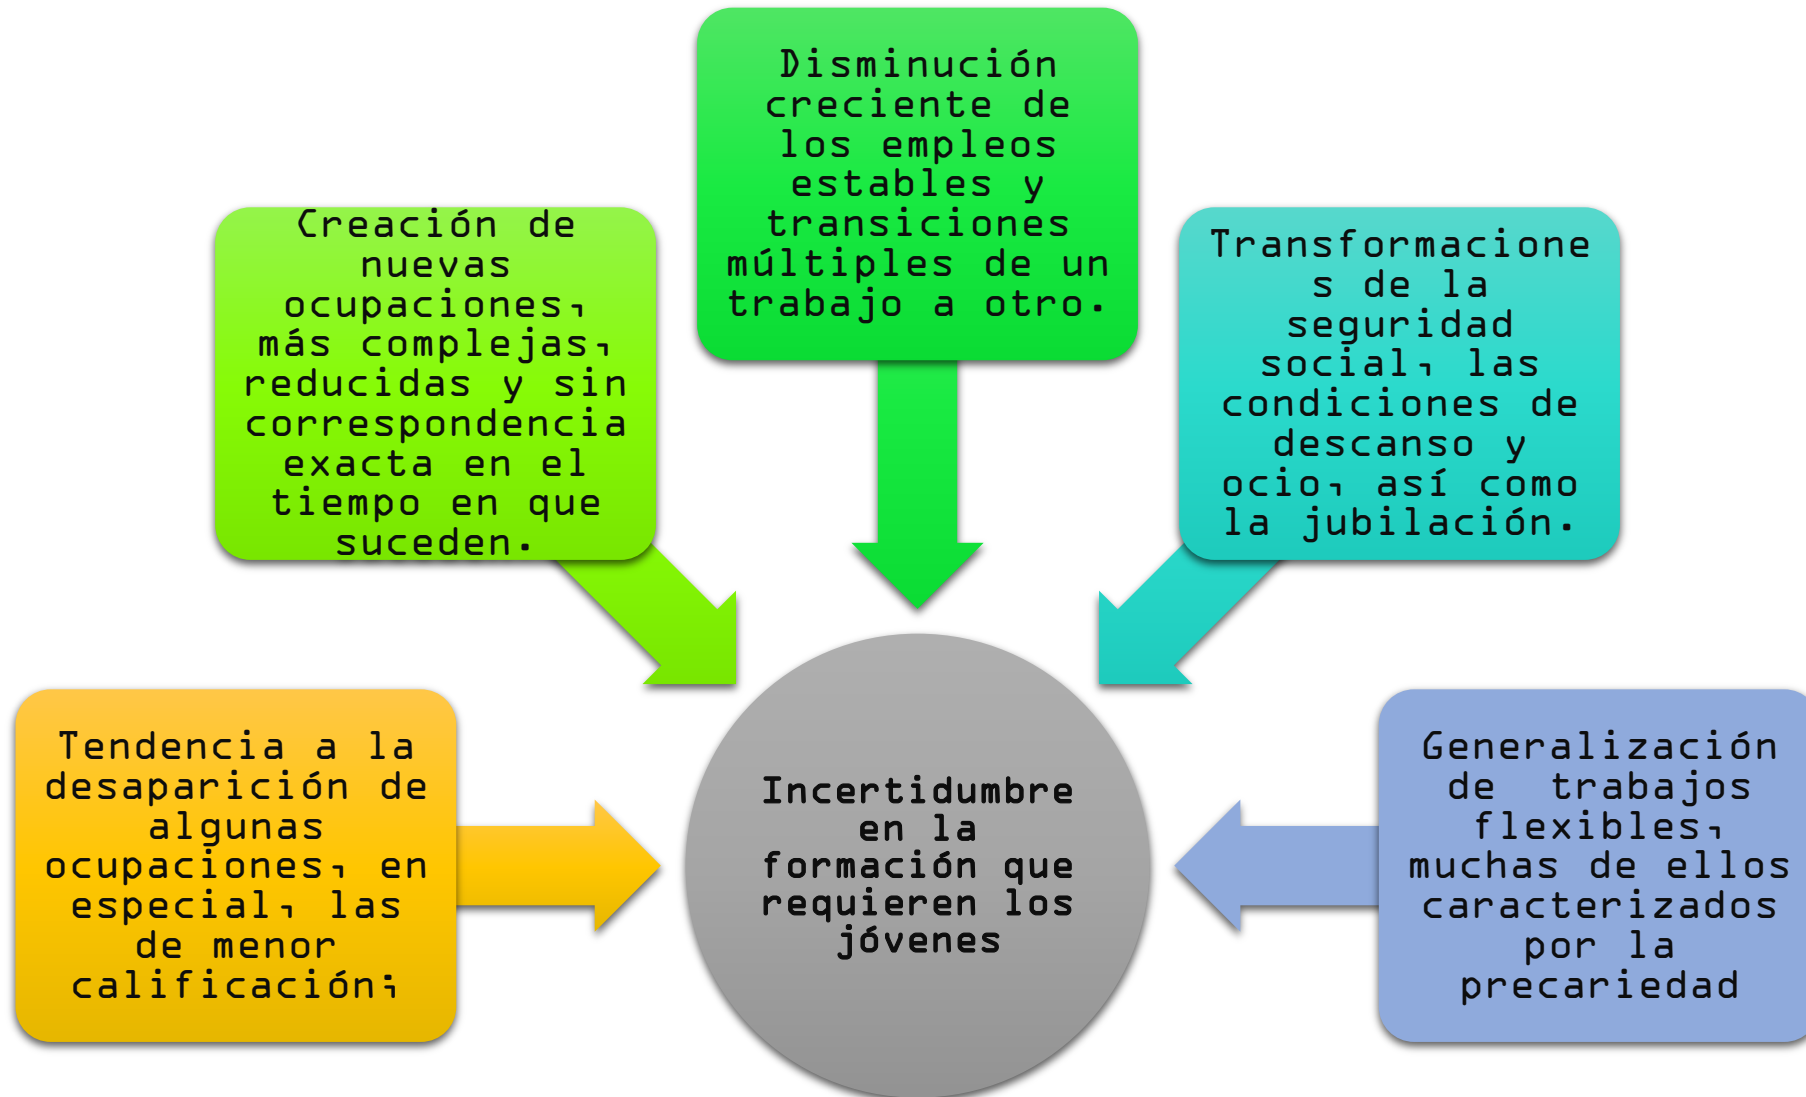 Disminución
creciente de
los empleos
estables y
transiciones
múltiples de un
trabajo a otro.
Creación de
nuevas
ocupaciones,
más complejas,
reducidas y sin
correspondencia
exacta en el
tiempo en que
suceden.
Transformacione
s de la
seguridad
social, las
condiciones de
descanso y
ocio, así como
la jubilación.
Tendencia a la
desaparición de
algunas
ocupaciones, en
especial, las
de menor
calificación;
Incertidumbre
en la
formación que
requieren los
jóvenes
Generalización
de trabajos
flexibles,
muchas de ellos
caracterizados
por la
precariedad